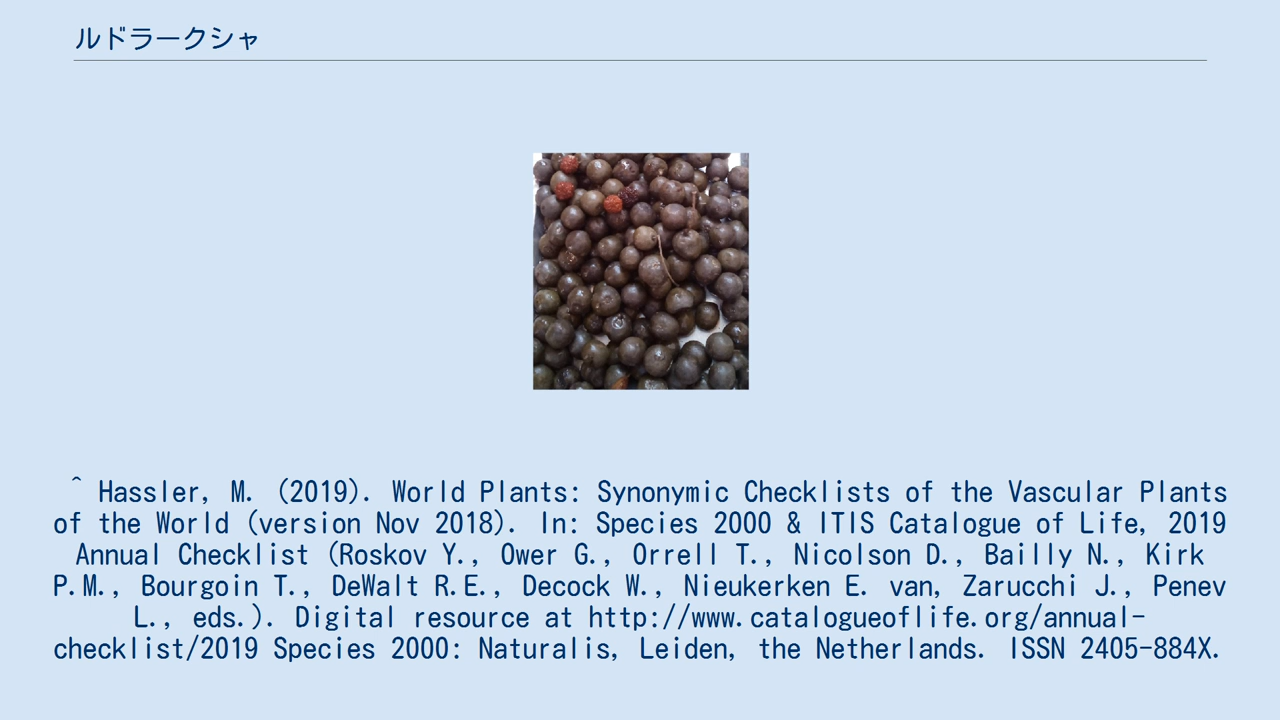 ルドラークシャ
^ Hassler, M. (2019). World Plants: Synonymic Checklists of the Vascular Plants
of the World (version Nov 2018). In: Species 2000 & ITIS Catalogue of Life, 2019
Annual Checklist (Roskov Y., Ower G., Orrell T., Nicolson D., Bailly N., Kirk
P.M., Bourgoin T., DeWalt R.E., Decock W., Nieukerken E. van, Zarucchi J., Penev
L., eds.). Digital resource at http://www.catalogueoflife.org/annual-
checklist/2019 Species 2000: Naturalis, Leiden, the Netherlands. ISSN 2405-884X.